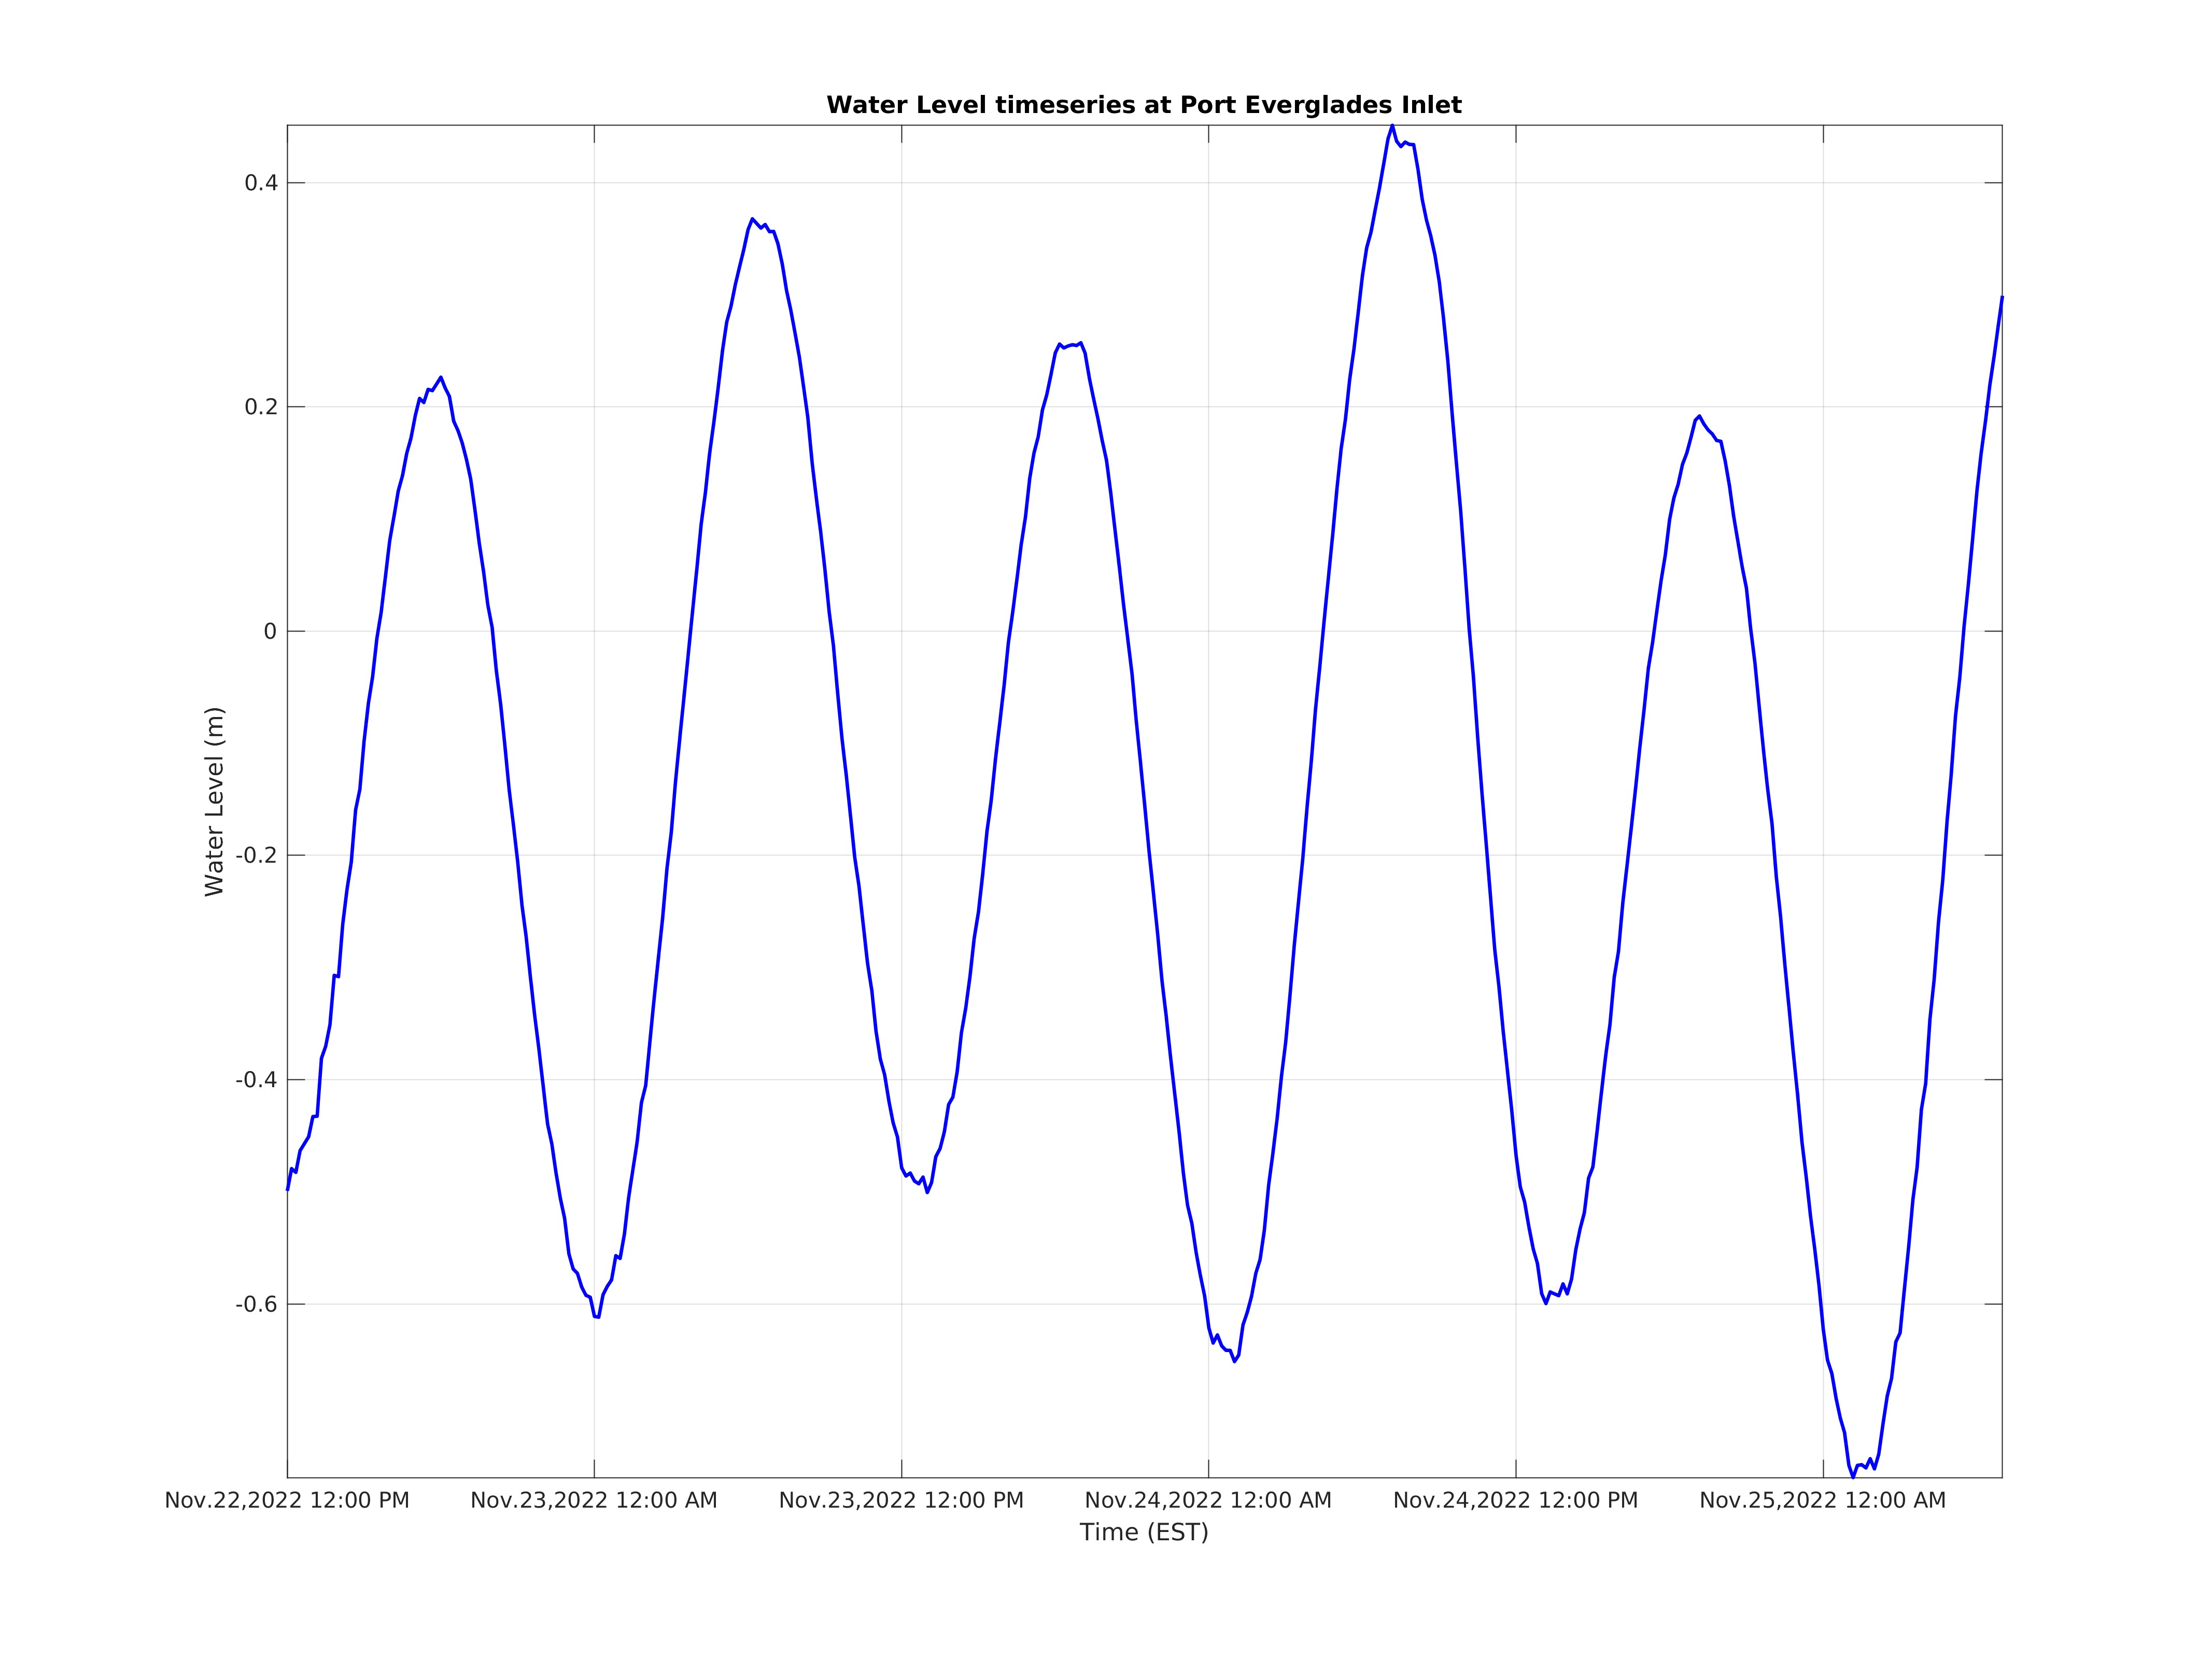 Water Level timeseries at Port Everglades Inlet
0.4
0.2
0
-0.2
-0.4
-0.6
Water Level (m)
Nov.22,2022 12:00 PM
Nov.23,2022 12:00 AM
Nov.23,2022 12:00 PM
Nov.24,2022 12:00 AM
Nov.24,2022 12:00 PM
Nov.25,2022 12:00 AM
Time (EST)